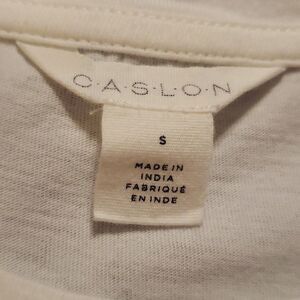 C·A·S·L·O·N
S
MADE IN
INDIA
FABRIQUÉ
EN INDE